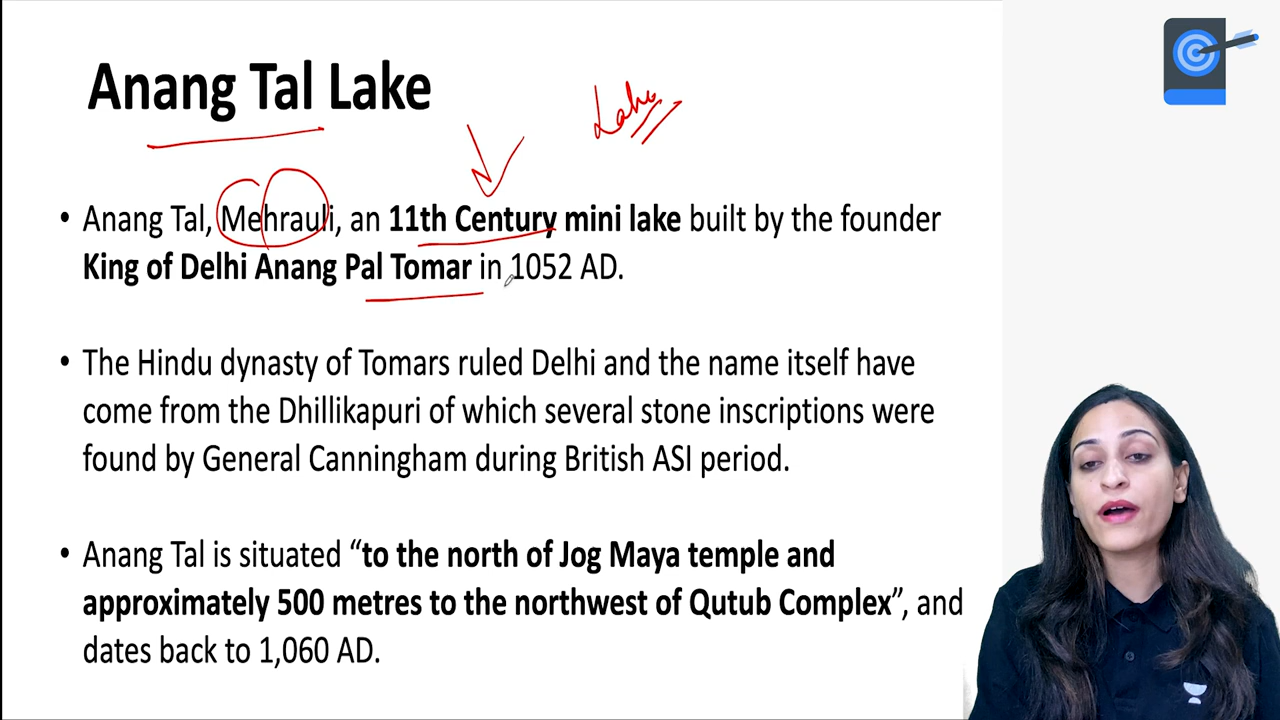 Anang Tal Lake
Lake
• Anang Tal, Mehrauli, an 11th Century mini lake built by the founder
King of Delhi Anang Pal Tomar in 1052 AD.
• The Hindu dynasty of Tomars ruled Delhi and the name itself have
come from the Dhillikapuri of which several stone inscriptions were
found by General Canningham during British ASI period.
• Anang Tal is situated “to the north of Jog Maya temple and
approximately 500 metres to the northwest of Qutub Complex”, and
dates back to 1,060 AD.